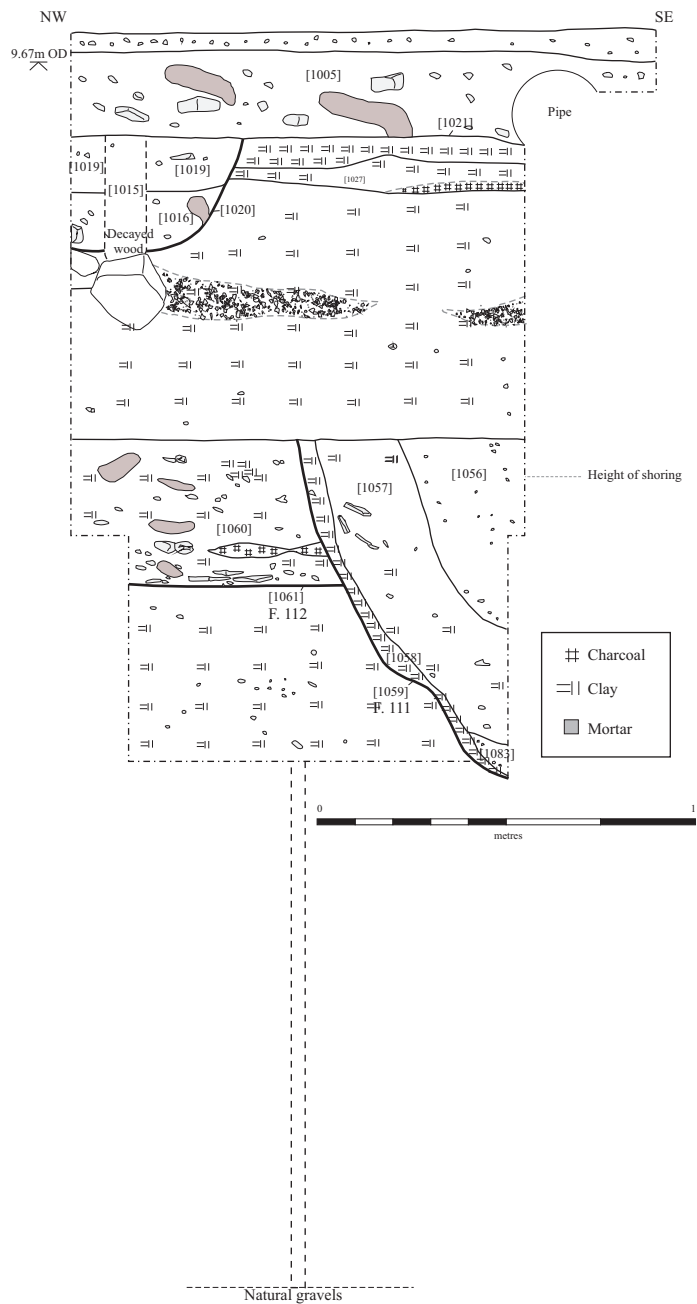 NW
SE
9.67m OD
[1005]
Pipe
[1021]
[1019]
[1019]
[1027]
[1015]
[1016]
[1020]
Decayed
wood
[1056]
Height of shoring
[1057]
[1060]
[1061]
F. 112
Charcoal
[1058]
Clay
[1059]
F. 111
Mortar
[1083]
0
1
metres
Natural gravels